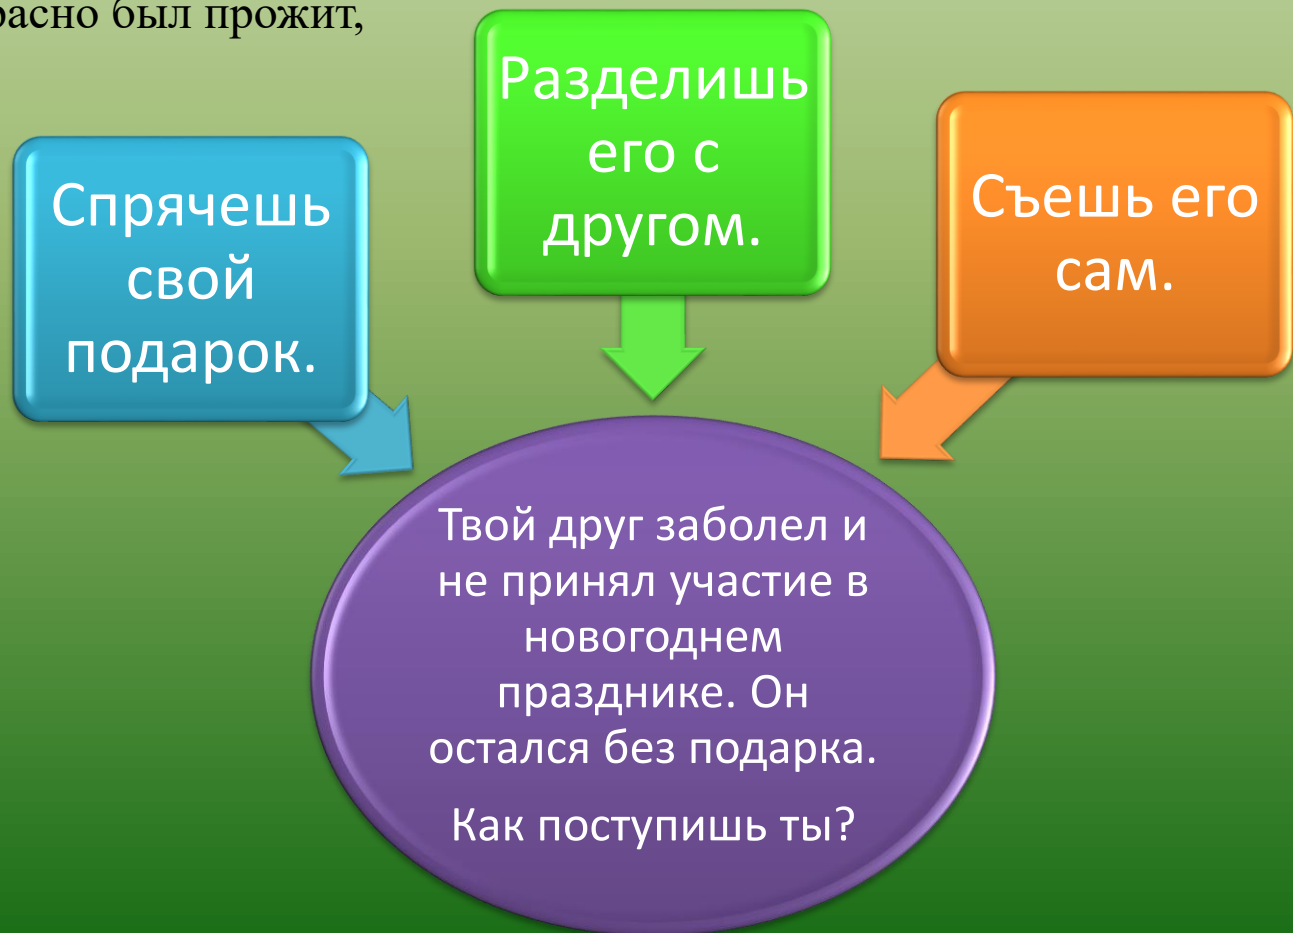 был прожит,
Разделишь
его с
другом.
Спрячешь
свой
подарок.
Съешь его
сам.
Твой друг заболел и
не принял участие в
новогоднем
празднике. Он
остался без подарка.
Как поступишь ты?